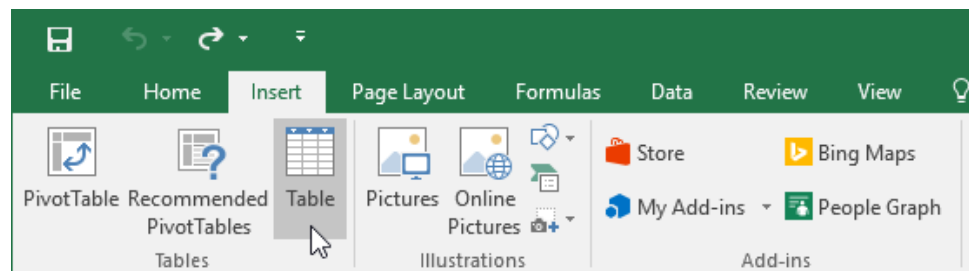 File Home Insert Page Layout Formulas Data Review View
PivotTable Recommended PivotTables Table Pictures Online Pictures
Store Bing Maps
My Add-ins People Graph
Tables Illustrations Add-ins